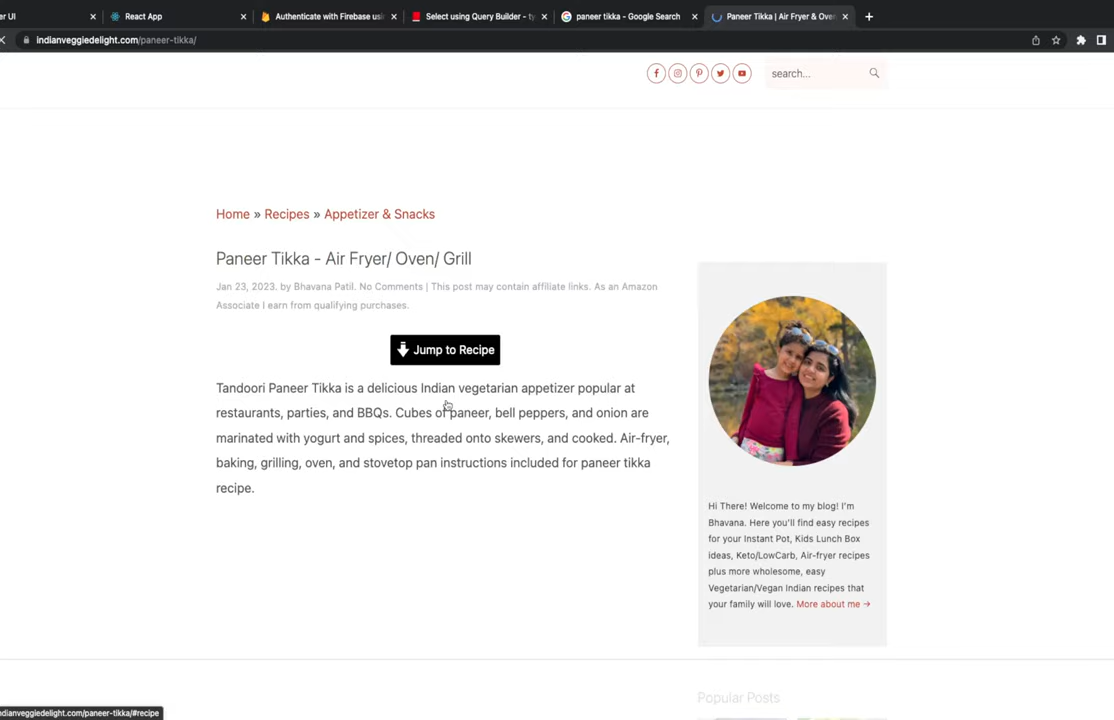 er UI
React App
Authenticate with Firebase usin
Select using Query Builder - ty
paneer tikka - Google Search
Paneer Tikka | Air Fryer & Oven
indianveggiedelight.com/paneer-tikka/
search...
Home » Recipes » Appetizer & Snacks
Paneer Tikka - Air Fryer/ Oven/ Grill
Jan 23, 2023. by Bhavana Patil. No Comments | This post may contain affiliate links. As an Amazon
Associate I earn from qualifying purchases.
Jump to Recipe
Tandoori Paneer Tikka is a delicious Indian vegetarian appetizer popular at
restaurants, parties, and BBQs. Cubes of paneer, bell peppers, and onion are
marinated with yogurt and spices, threaded onto skewers, and cooked. Air-fryer,
baking, grilling, oven, and stovetop pan instructions included for paneer tikka
recipe.
Hi There! Welcome to my blog! I'm
Bhavana. Here you'll find easy recipes
for your Instant Pot, Kids Lunch Box
ideas, Keto/LowCarb, Air-fryer recipes
plus more wholesome, easy
Vegetarian/Vegan Indian recipes that
your family will love. More about me →
Popular Posts
ndianveggiedelight.com/paneer-tikka/#recipe